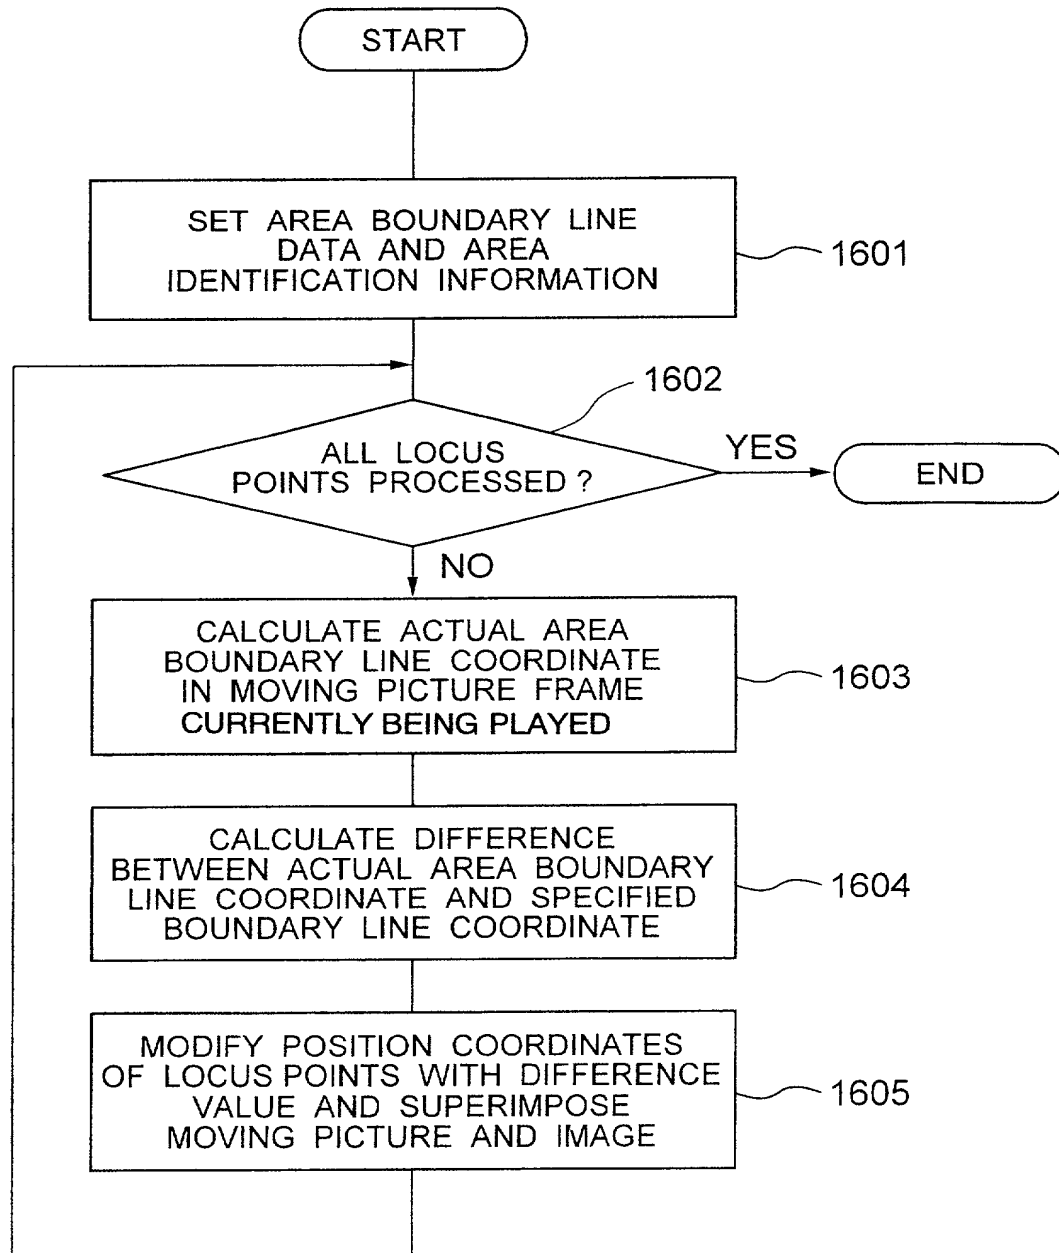 START
SET AREA BOUNDARY LINE
DATA AND AREA
IDENTIFICATION INFORMATION
1601
1602
ALL LOCUS
POINTS PROCESSED ?
YES
END
NO
CALCULATE ACTUAL AREA
BOUNDARY LINE COORDINATE
IN MOVING PICTURE FRAME
CURRENTLY BEING PLAYED
1603
CALCULATE DIFFERENCE
BETWEEN ACTUAL AREA BOUNDARY
LINE COORDINATE AND SPECIFIED
BOUNDARY LINE COORDINATE
1604
MODIFY POSITION COORDINATES
OF LOCUS POINTS WITH DIFFERENCE
VALUE AND SUPERIMPOSE
MOVING PICTURE AND IMAGE
1605